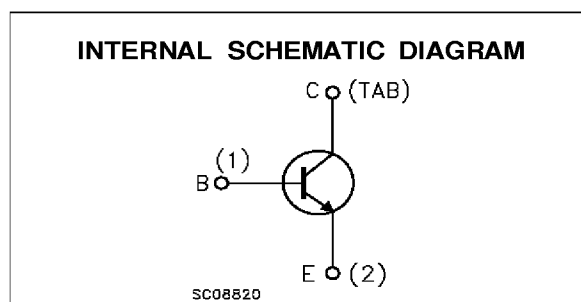 INTERNAL SCHEMATIC DIAGRAM
C (TAB)
(1)
B
E (2)
SC08820